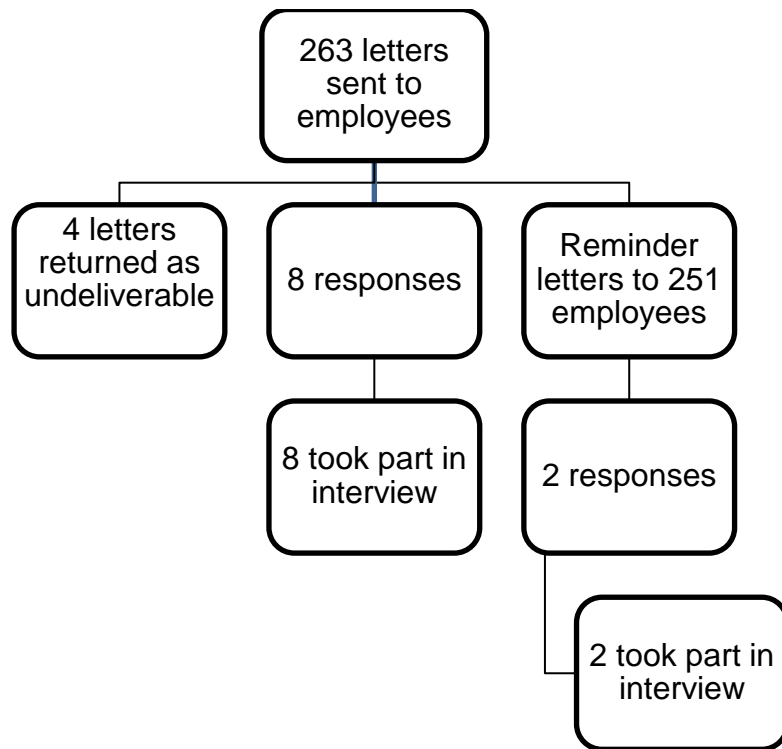 263 letters
sent to
employees
4 letters
returned as
undeliverable
8 responses
Reminder
letters to 251
employees
8 took part in
interview
2 responses
2 took part in
interview